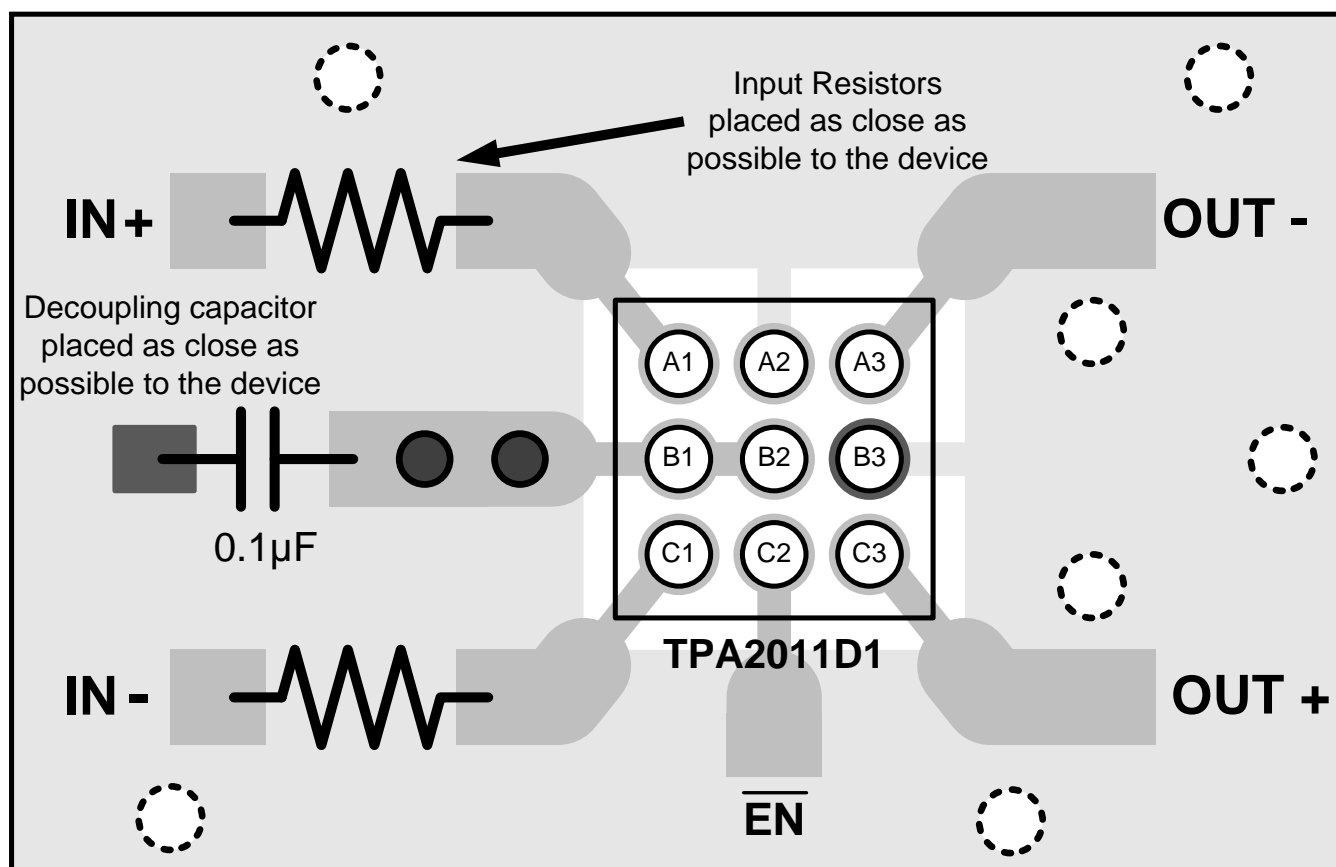 Input Resistors
placed as close as
possible to the device
IN +
OUT -
Decoupling capacitor
placed as close as
possible to the device
A1 A2 A3
B1 B2 B3
0.1µF
C1 C2 C3
TPA2011D1
IN -
OUT +
E̅N̅